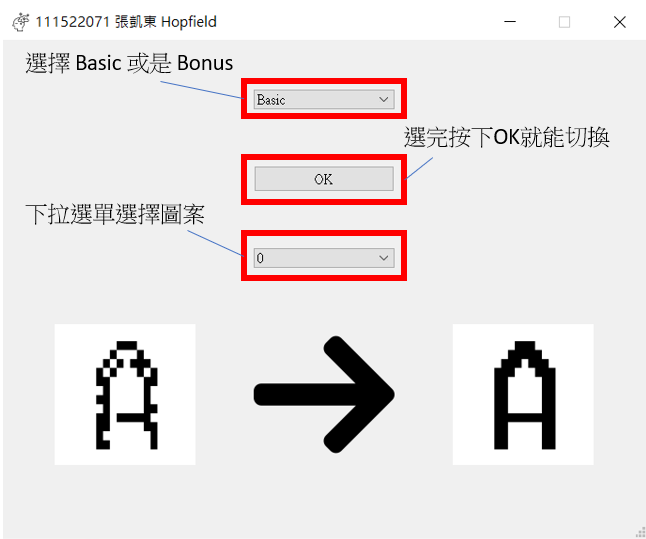 111522071 張凱東 Hopfield
選擇 Basic 或是 Bonus
Basic
選完按下OK就能切換
OK
下拉選單選擇圖案
0